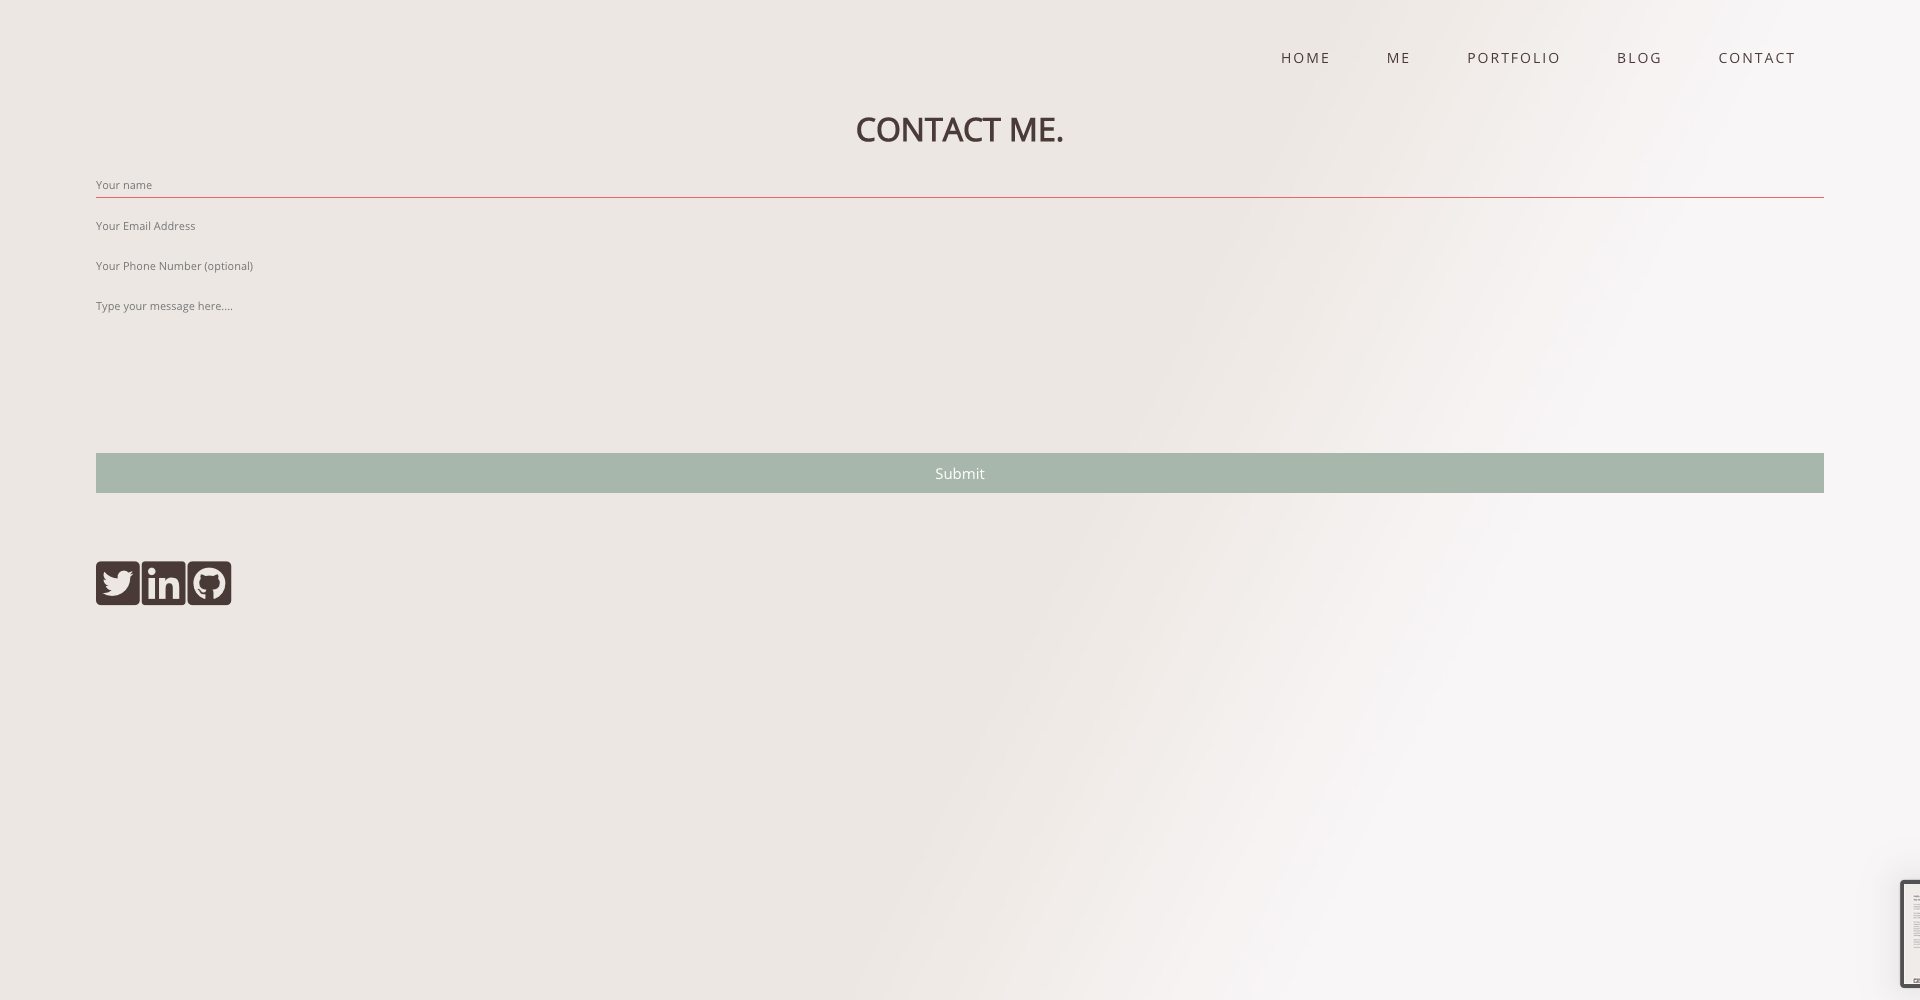 HOME ME PORTFOLIO BLOG CONTACT
CONTACT ME.
Your name
Your Email Address
Your Phone Number (optional)
Type your message here....
Submit